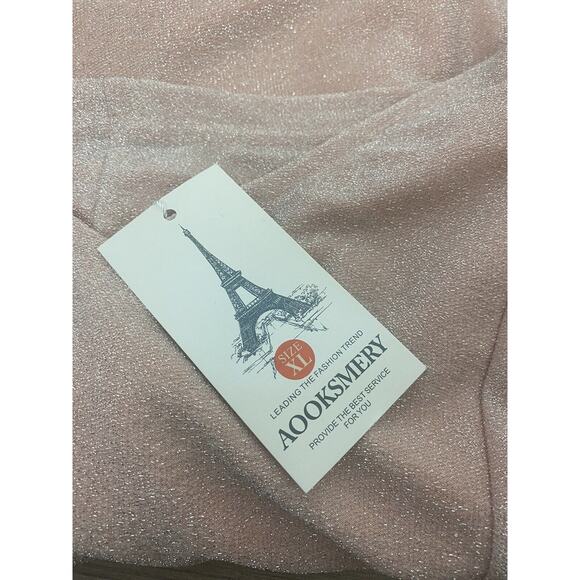 SIZE
XL
LEADING THE FASHION TREND
AOOKSMERY
PROVIDE THE BEST SERVICE
FOR YOU